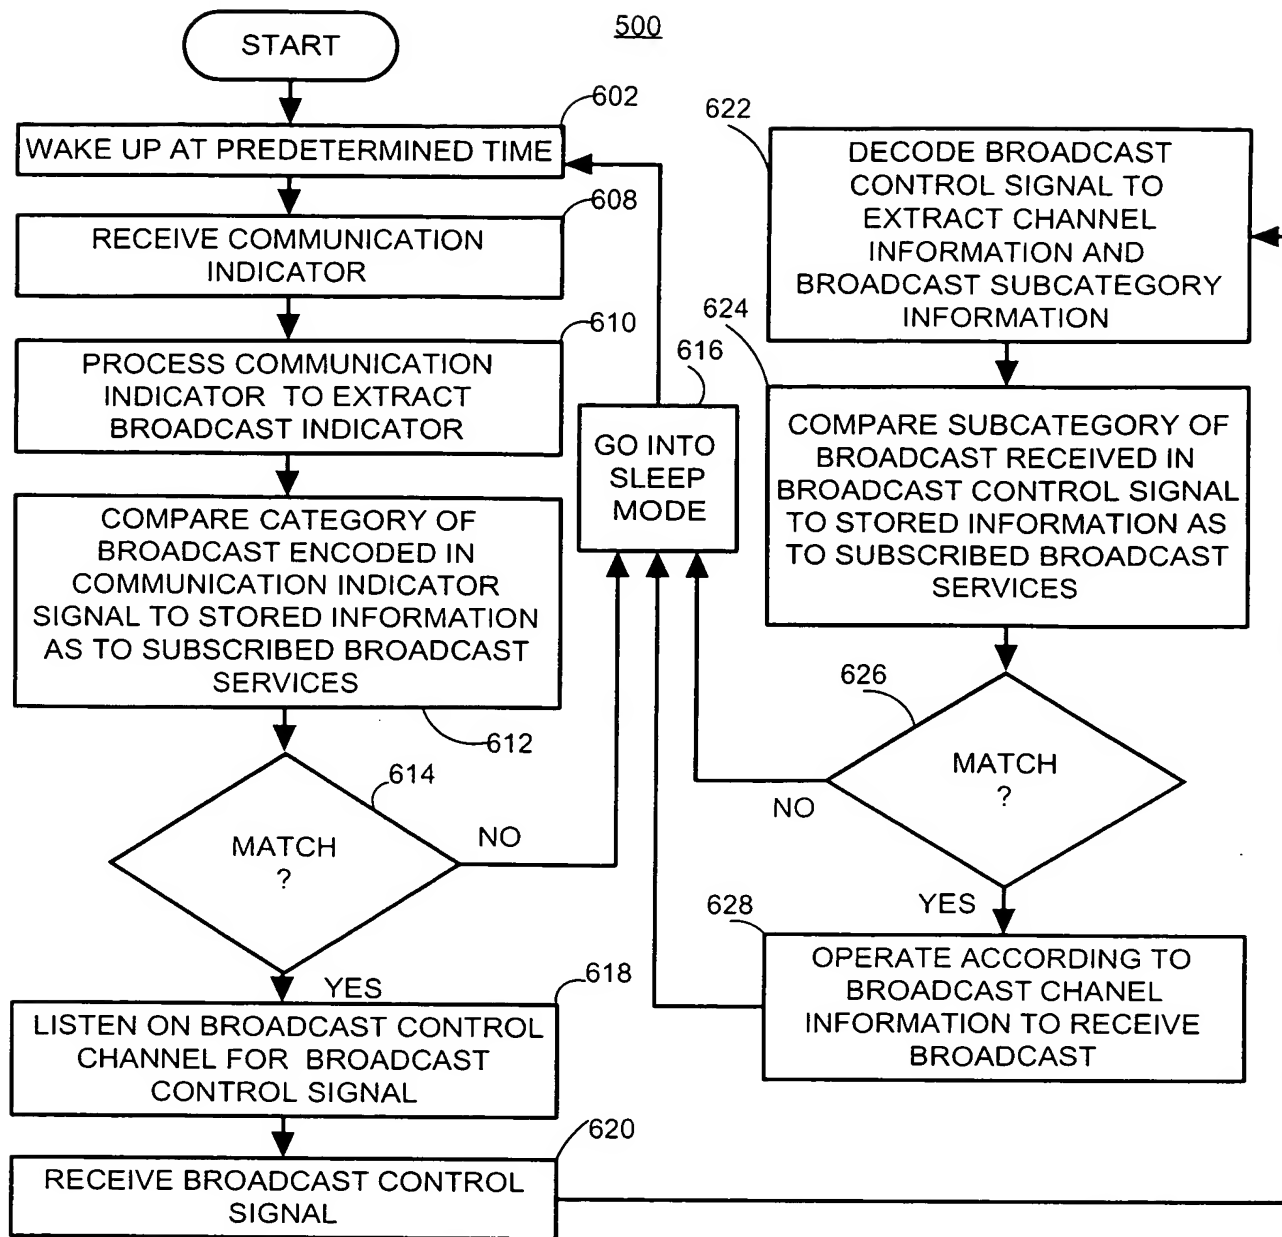 500
START
602
WAKE UP AT PREDETERMINED TIME
608
RECEIVE COMMUNICATION
INDICATOR
610
PROCESS COMMUNICATION
INDICATOR TO EXTRACT
BROADCAST INDICATOR
COMPARE CATEGORY OF
BROADCAST ENCODED IN
COMMUNICATION INDICATOR
SIGNAL TO STORED INFORMATION
AS TO SUBSCRIBED BROADCAST
SERVICES
612
614
MATCH
?
NO
YES
616
GO INTO
SLEEP
MODE
618
LISTEN ON BROADCAST CONTROL
CHANNEL FOR BROADCAST
CONTROL SIGNAL
620
RECEIVE BROADCAST CONTROL
SIGNAL
622
DECODE BROADCAST
CONTROL SIGNAL TO
EXTRACT CHANNEL
INFORMATION AND
BROADCAST SUBCATEGORY
INFORMATION
624
COMPARE SUBCATEGORY OF
BROADCAST RECEIVED IN
BROADCAST CONTROL SIGNAL
TO STORED INFORMATION AS
TO SUBSCRIBED BROADCAST
SERVICES
626
MATCH
?
NO
YES
628
OPERATE ACCORDING TO
BROADCAST CHANEL
INFORMATION TO RECEIVE
BROADCAST